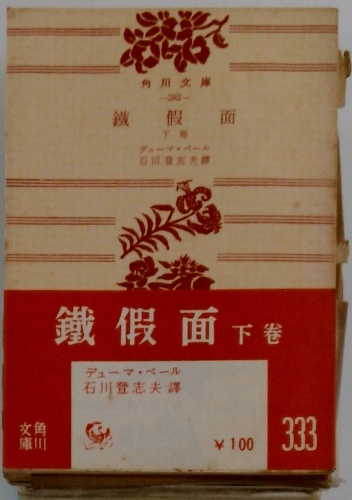 角川文庫
—262—
鐵假面
下巻
デューマ・ペール
石川登志夫譯
鐵假面 下巻
デューマ・ペール
石川登志夫譯
角川文庫
￥100
333